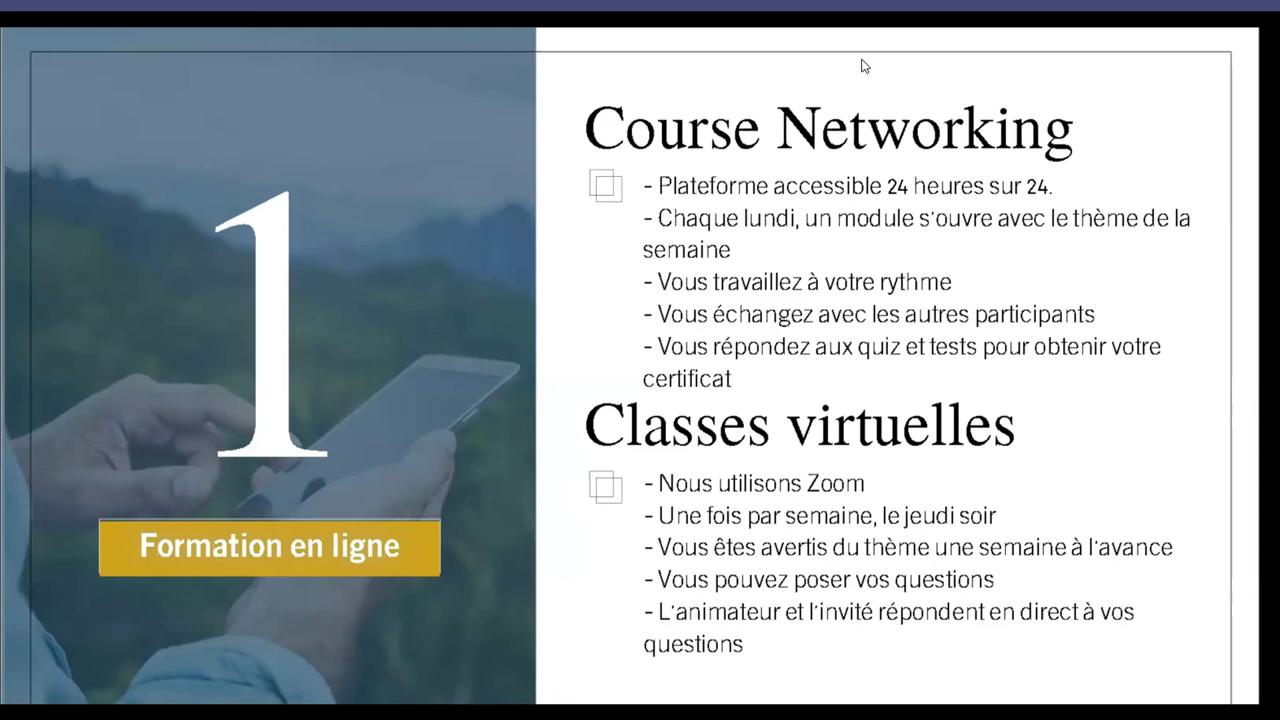 1
Formation en ligne
Course Networking
- Plateforme accessible 24 heures sur 24.
- Chaque lundi, un module s'ouvre avec le thème de la
semaine
- Vous travaillez à votre rythme
- Vous échangez avec les autres participants
- Vous répondez aux quiz et tests pour obtenir votre
certificat
Classes virtuelles
- Nous utilisons Zoom
- Une fois par semaine, le jeudi soir
- Vous êtes avertis du thème une semaine à l'avance
- Vous pouvez poser vos questions
- L'animateur et l'invité répondent en direct à vos
questions